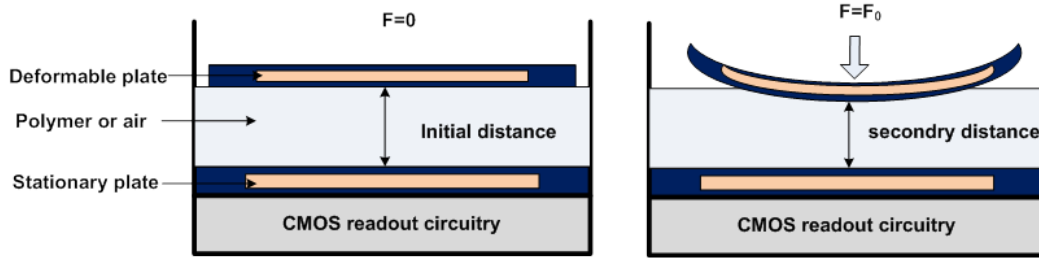 F=0
F=F0
Deformable plate
Polymer or air
Initial distance
secondry distance
Stationary plate
CMOS readout circuitry
CMOS readout circuitry